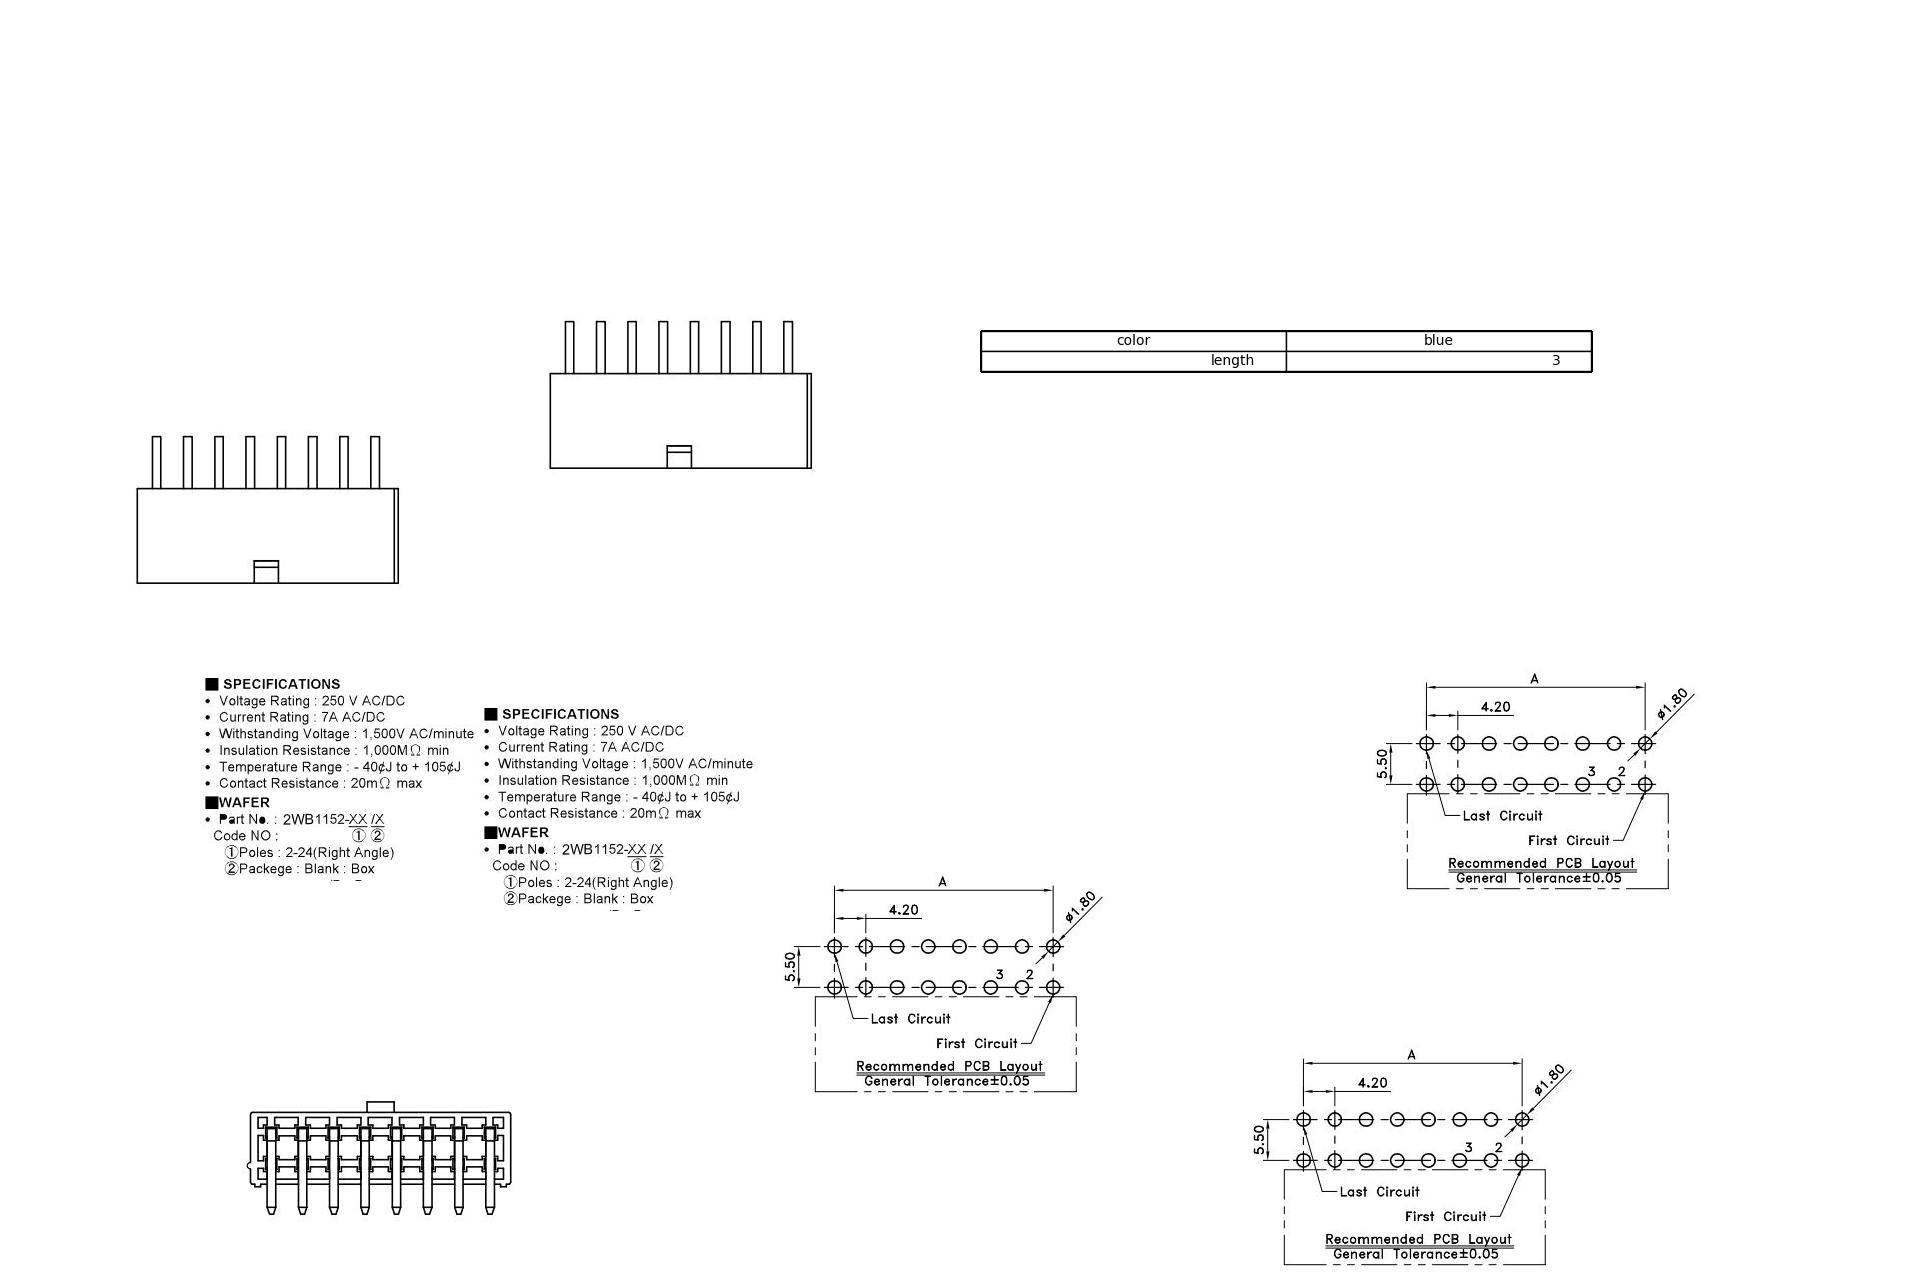 color blue
length 3
■ SPECIFICATIONS
• Voltage Rating : 250 V AC/DC
• Current Rating : 7A AC/DC
• Withstanding Voltage : 1,500V AC/minute
• Insulation Resistance : 1,000MΩ min
• Temperature Range : - 40¢J to + 105¢J
• Contact Resistance : 20mΩ max
■WAFER
• Part No. : 2WB1152-XX /X
Code NO : ① ②
①Poles : 2-24(Right Angle)
②Packege : Blank : Box
■ SPECIFICATIONS
• Voltage Rating : 250 V AC/DC
• Current Rating : 7A AC/DC
• Withstanding Voltage : 1,500V AC/minute
• Insulation Resistance : 1,000MΩ min
• Temperature Range : - 40¢J to + 105¢J
• Contact Resistance : 20mΩ max
■WAFER
• Part No. : 2WB1152-XX /X
Code NO : ① ②
①Poles : 2-24(Right Angle)
②Packege : Blank : Box
A
4.20
ø1.80
5.50
3 2
Last Circuit
First Circuit
Recommended PCB Layout
General Tolerance±0.05
A
4.20
ø1.80
5.50
3 2
Last Circuit
First Circuit
Recommended PCB Layout
General Tolerance±0.05
A
4.20
ø1.80
5.50
3 2
Last Circuit
First Circuit
Recommended PCB Layout
General Tolerance±0.05